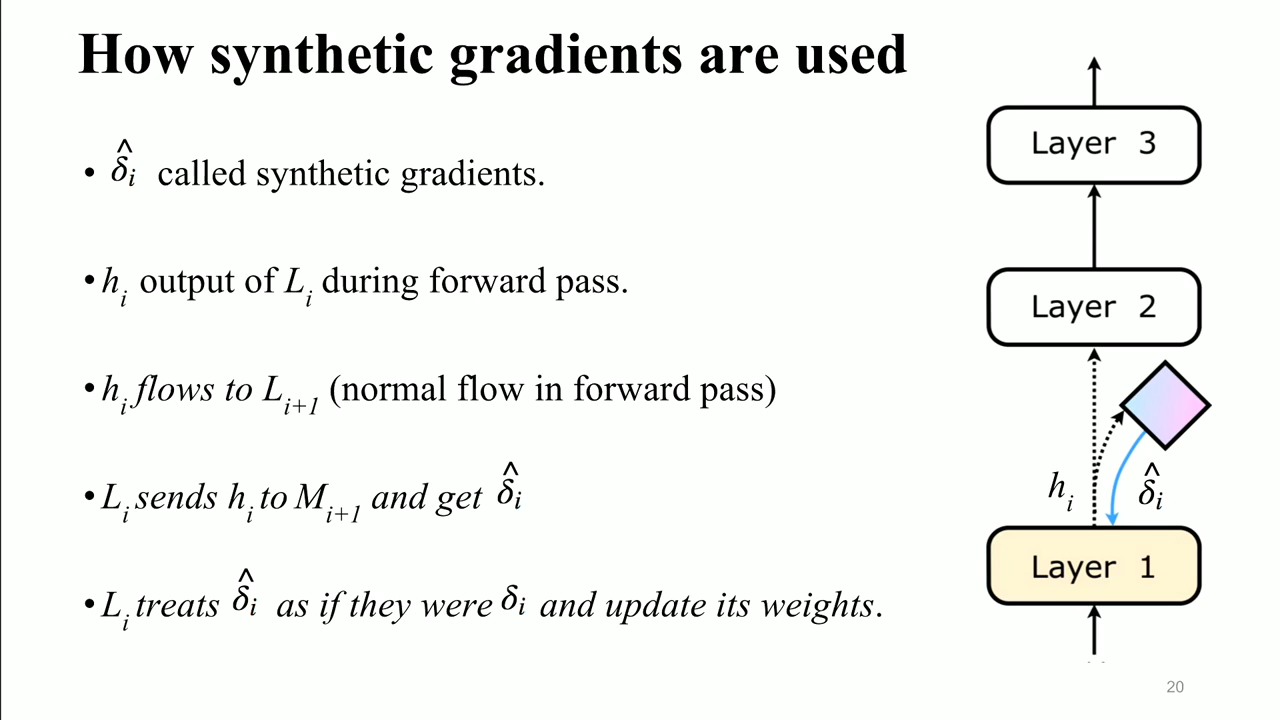 How synthetic gradients are used
• δ̂ᵢ called synthetic gradients.
• hᵢ output of Lᵢ during forward pass.
• hᵢ flows to Lᵢ₊₁ (normal flow in forward pass)
• Lᵢ sends hᵢ to Mᵢ₊₁ and get δ̂ᵢ
• Lᵢ treats δ̂ᵢ as if they were δᵢ and update its weights.
Layer 3
Layer 2
hᵢ
δ̂ᵢ
Layer 1
20